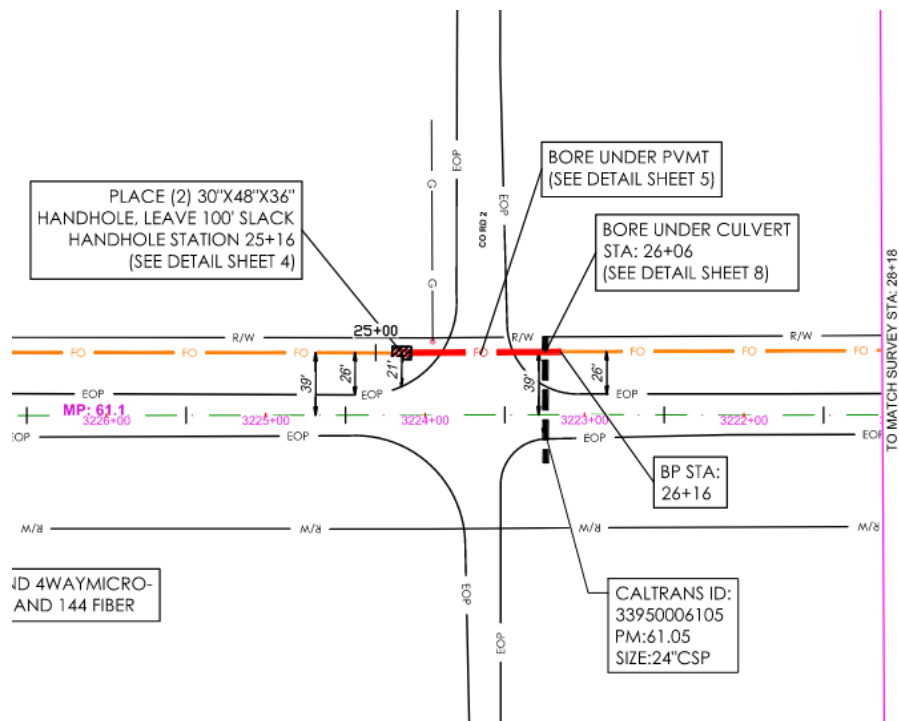 BORE UNDER PVMT
(SEE DETAIL SHEET 5)
PLACE (2) 30"X48"X36"
HANDHOLE, LEAVE 100' SLACK
HANDHOLE STATION 25+16
(SEE DETAIL SHEET 4)
BORE UNDER CULVERT
STA: 26+06
(SEE DETAIL SHEET 8)
EOP
EOP
G
G
CO RD 2
TO MATCH SURVEY STA: 28+18
25+00
R/W
R/W
R/W
FO
FO
FO
FO
FO
FO
39'
26'
21'
39'
26'
EOP
EOP
EOP
MP: 61.1
3226+00
3225+00
3224+00
3223+00
3222+00
EOP
EOP
EOP
BP STA:
26+16
R/W
R/W
R/W
R/W
ND 4WAYMICRO-
AND 144 FIBER
EOP
EOP
CALTRANS ID:
33950006105
PM:61.05
SIZE:24"CSP